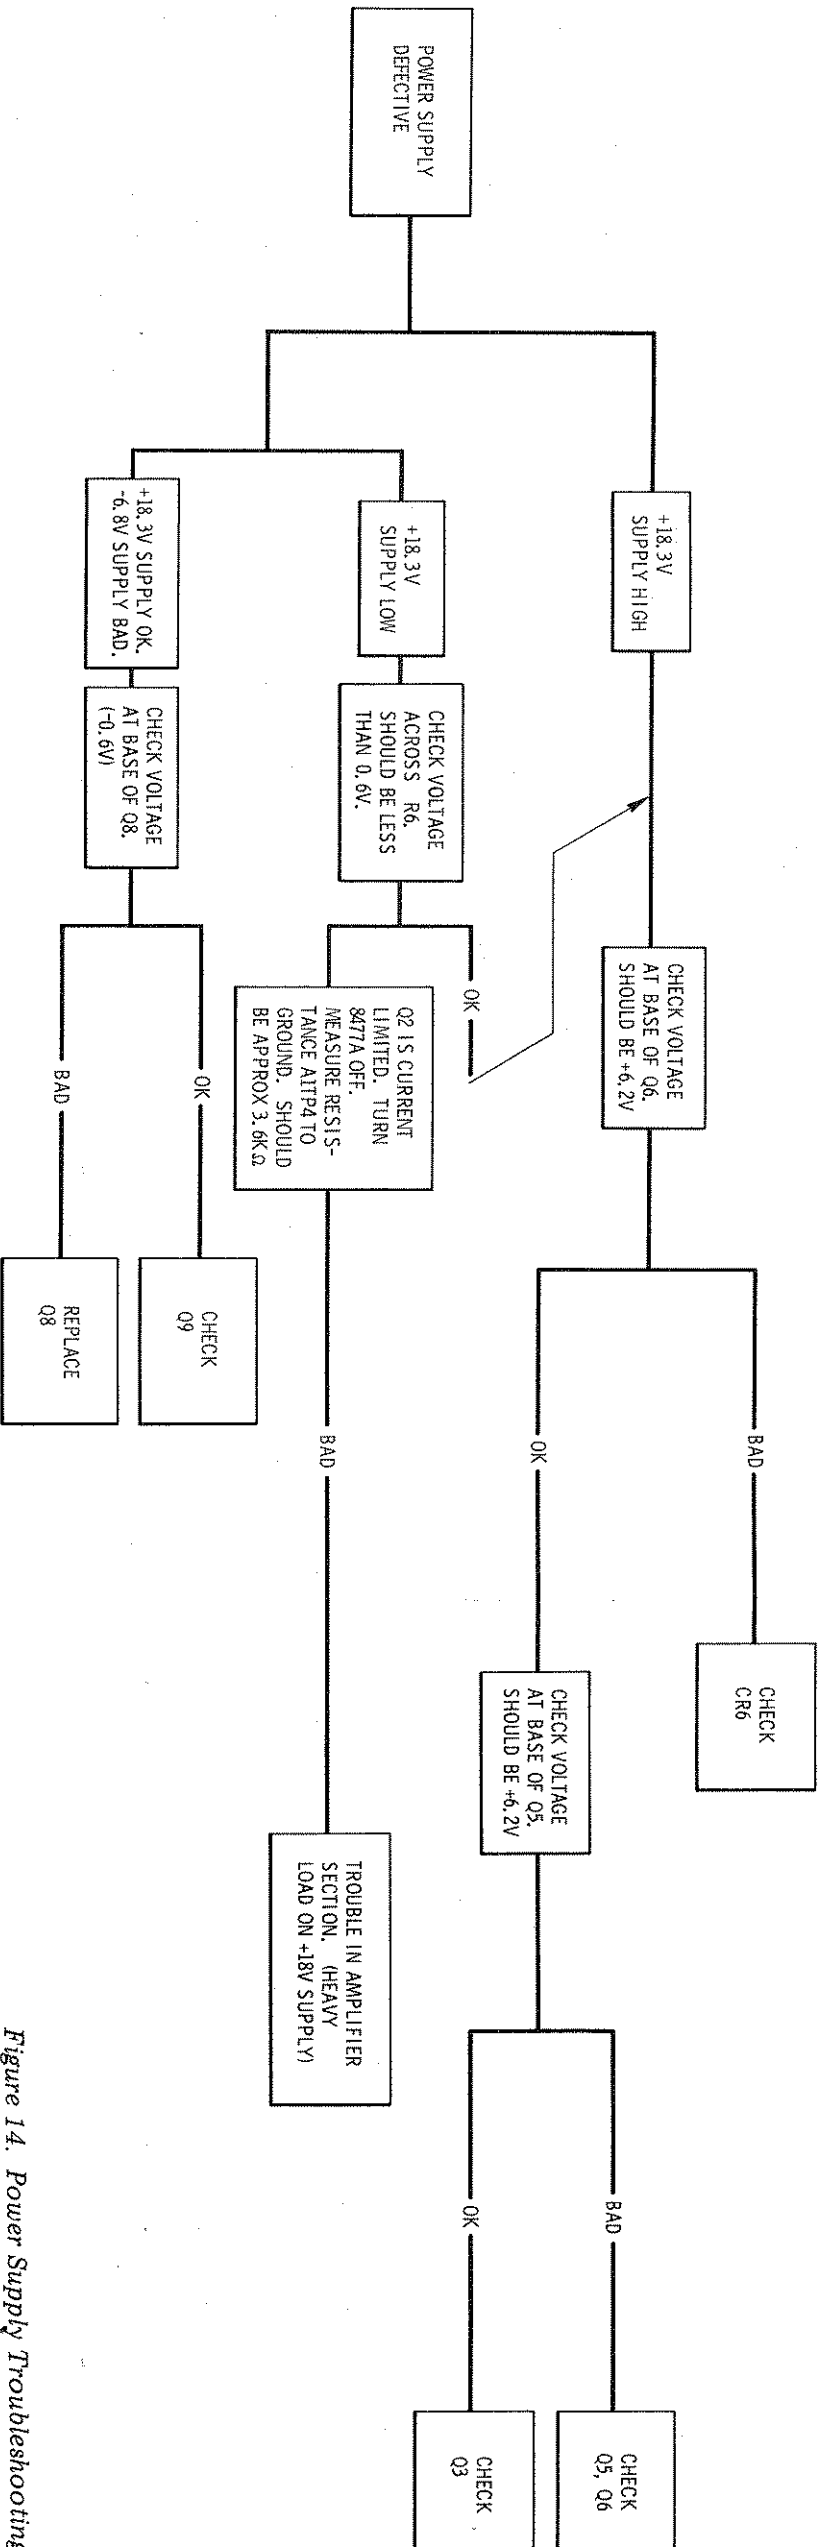 POWER SUPPLY
DEFECTIVE
+18.3V
SUPPLY HIGH
CHECK VOLTAGE
AT BASE OF Q6.
SHOULD BE +6.2V
BAD
CHECK
CR6
OK
CHECK VOLTAGE
AT BASE OF Q5.
SHOULD BE +6.2V
BAD
CHECK
Q5, Q6
OK
CHECK
Q3
+18.3V
SUPPLY LOW
CHECK VOLTAGE
ACROSS R6.
SHOULD BE LESS
THAN 0.6V.
OK
Q2 IS CURRENT
LIMITED. TURN
8477A OFF.
MEASURE RESIS-
TANCE A1TP4 TO
GROUND. SHOULD
BE APPROX 3.6KΩ
BAD
TROUBLE IN AMPLIFIER
SECTION. (HEAVY
LOAD ON +18V SUPPLY)
+18.3V SUPPLY OK.
-6.8V SUPPLY BAD.
CHECK VOLTAGE
AT BASE OF Q8.
(-0.6V)
OK
CHECK
Q9
BAD
REPLACE
Q8
Figure 14. Power Supply Troubleshooting